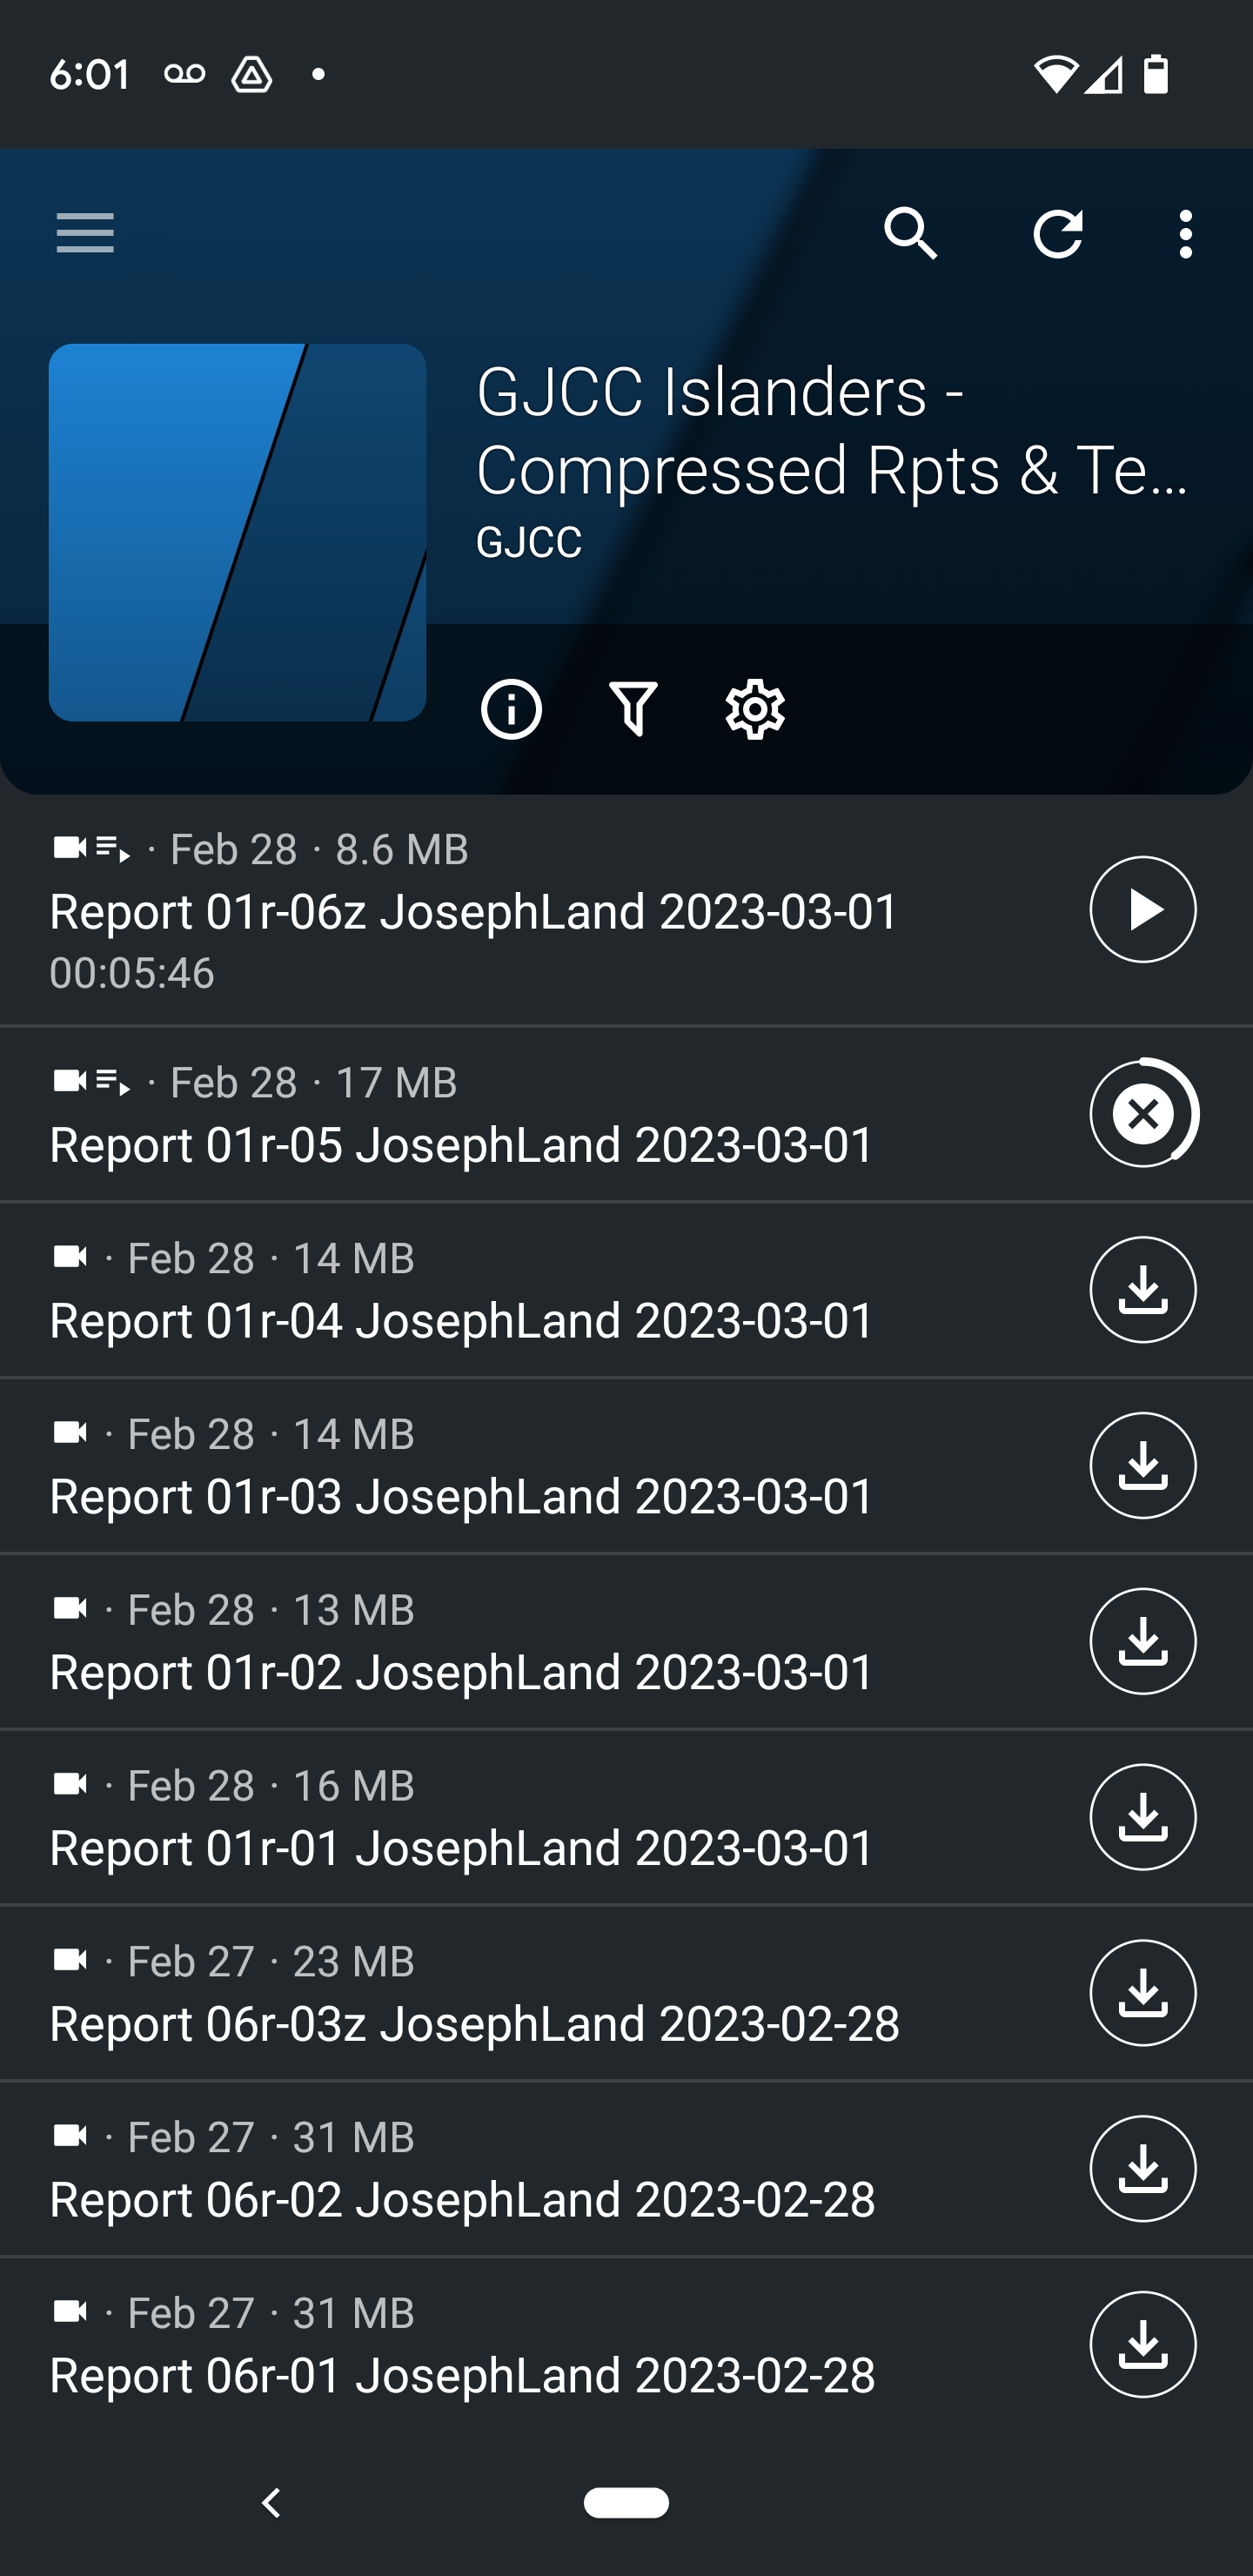 6:01
GJCC Islanders -
Compressed Rpts & Te...
GJCC
· Feb 28 · 8.6 MB
Report 01r-06z JosephLand 2023-03-01
00:05:46
· Feb 28 · 17 MB
Report 01r-05 JosephLand 2023-03-01
· Feb 28 · 14 MB
Report 01r-04 JosephLand 2023-03-01
· Feb 28 · 14 MB
Report 01r-03 JosephLand 2023-03-01
· Feb 28 · 13 MB
Report 01r-02 JosephLand 2023-03-01
· Feb 28 · 16 MB
Report 01r-01 JosephLand 2023-03-01
· Feb 27 · 23 MB
Report 06r-03z JosephLand 2023-02-28
· Feb 27 · 31 MB
Report 06r-02 JosephLand 2023-02-28
· Feb 27 · 31 MB
Report 06r-01 JosephLand 2023-02-28